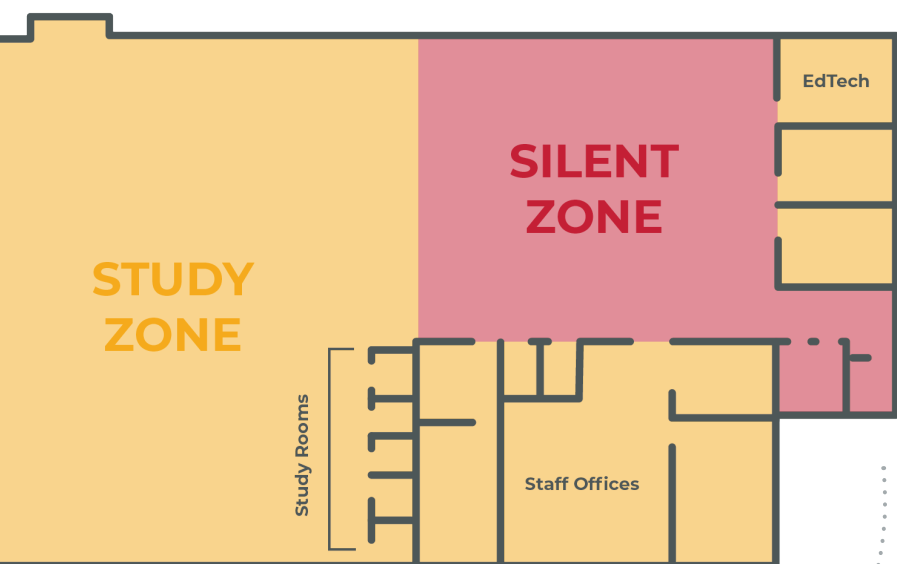 EdTech
SILENT
ZONE
STUDY
ZONE
Study Rooms
Staff Offices